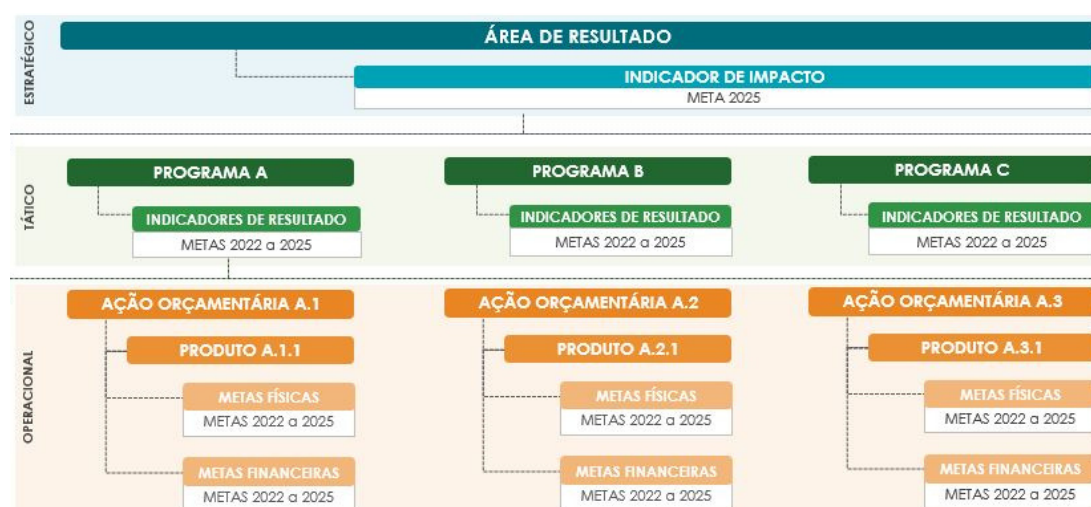 ESTRATÉGICO
ÁREA DE RESULTADO
INDICADOR DE IMPACTO
META 2025
TÁTICO
PROGRAMA A
PROGRAMA B
PROGRAMA C
INDICADORES DE RESULTADO
INDICADORES DE RESULTADO
INDICADORES DE RESULTADO
METAS 2022 a 2025
METAS 2022 a 2025
METAS 2022 a 2025
OPERACIONAL
AÇÃO ORÇAMENTÁRIA A.1
AÇÃO ORÇAMENTÁRIA A.2
AÇÃO ORÇAMENTÁRIA A.3
PRODUTO A.1.1
PRODUTO A.2.1
PRODUTO A.3.1
METAS FÍSICAS
METAS FÍSICAS
METAS FÍSICAS
METAS 2022 a 2025
METAS 2022 a 2025
METAS 2022 a 2025
METAS FINANCEIRAS
METAS FINANCEIRAS
METAS FINANCEIRAS
METAS 2022 a 2025
METAS 2022 a 2025
METAS 2022 a 2025